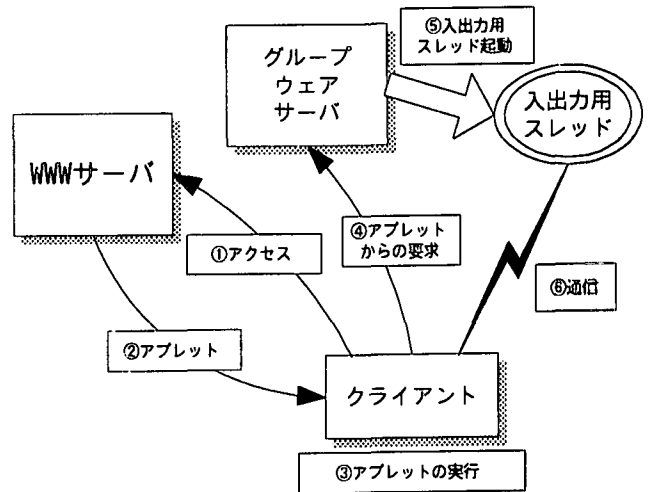 ⑤入出力用
スレッド起動
グループ
ウェア
サーバ
入出力用
スレッド
WWWサーバ
④アプレット
からの要求
①アクセス
⑥通信
②アプレット
クライアント
③アプレットの実行